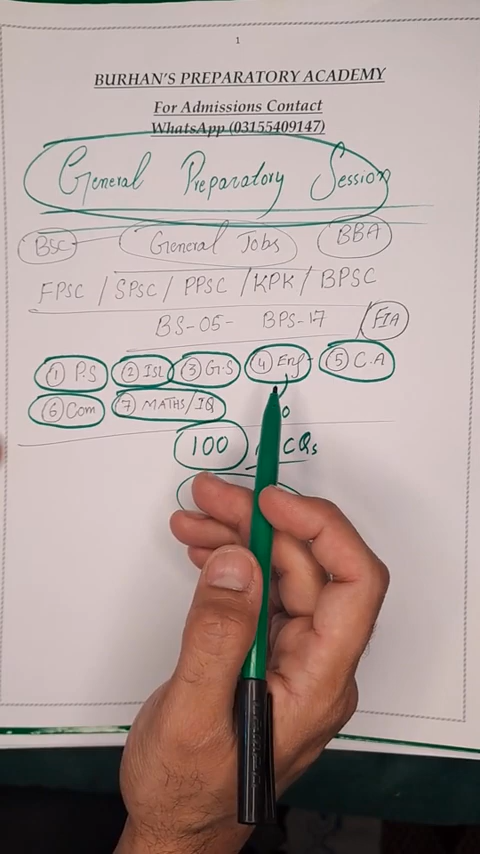 1
BURHAN'S PREPARATORY ACADEMY
For Admissions Contact
WhatsApp (03155409147)
General Preparatory Session
BSC General Jobs BBA
FPSC / SPSC / PPSC / KPK / BPSC
BS-05- BPS-17 FIA
1 P.S 2 ISL 3 G.S 4 Eng 5 C.A
6 Com 7 MATHS/IQ
100 CQs